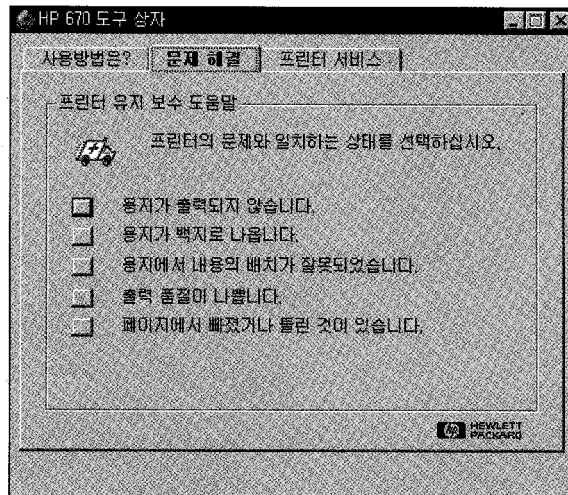 HP 670 도구 상자
사용방법은? 문제 해결 프린터 서비스
프린터 유지 보수 도움말
프린터의 문제와 일치하는 상태를 선택하십시오.
용지가 출력되지 않습니다.
용지가 백지로 나옵니다.
용지에서 내용의 배치가 잘못되었습니다.
출력 품질이 나쁩니다.
페이지에서 빠졌거나 틀린 것이 있습니다.
hp HEWLETT
PACKARD